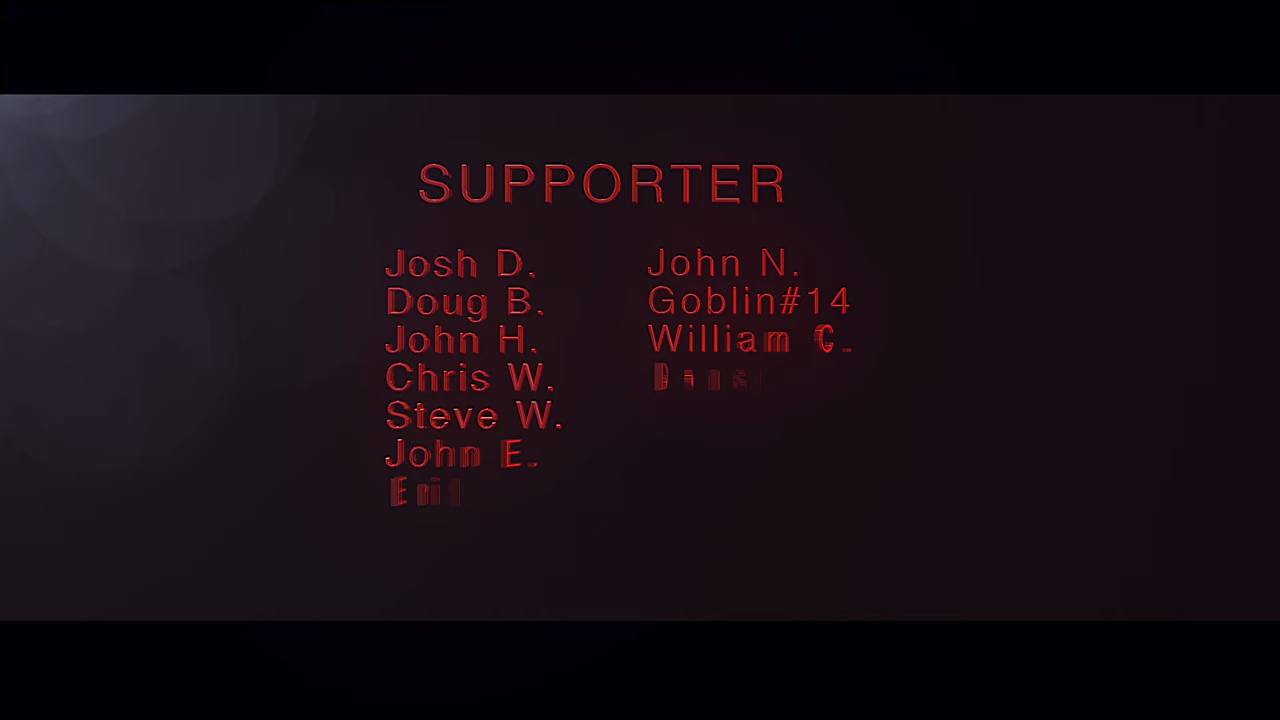 SUPPORTER
Josh D.
Doug B.
John H.
Chris W.
Steve W.
John E.
John N.
Goblin#14
William C.